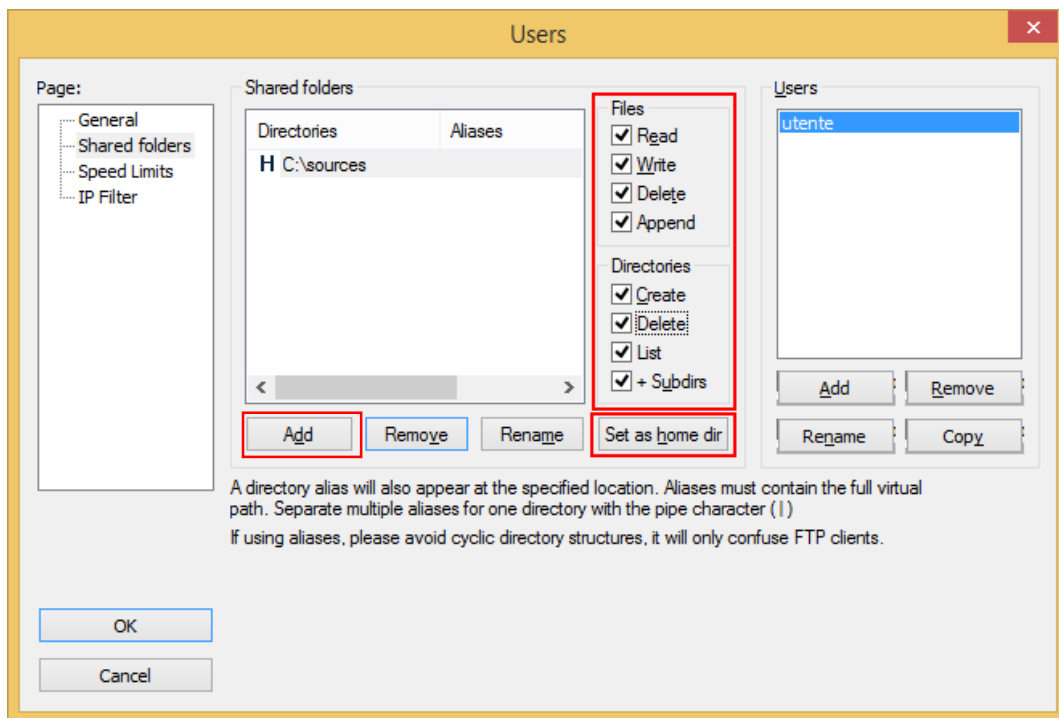 Users
Page:
General
Shared folders
Speed Limits
IP Filter
Shared folders
Directories Aliases
H C:\sources
Add Remove Rename Set as home dir
Files
Read
Write
Delete
Append
Directories
Create
Delete
List
+ Subdirs
Users
utente
Add Remove
Rename Copy
A directory alias will also appear at the specified location. Aliases must contain the full virtual
path. Separate multiple aliases for one directory with the pipe character (|)
If using aliases, please avoid cyclic directory structures, it will only confuse FTP clients.
OK
Cancel